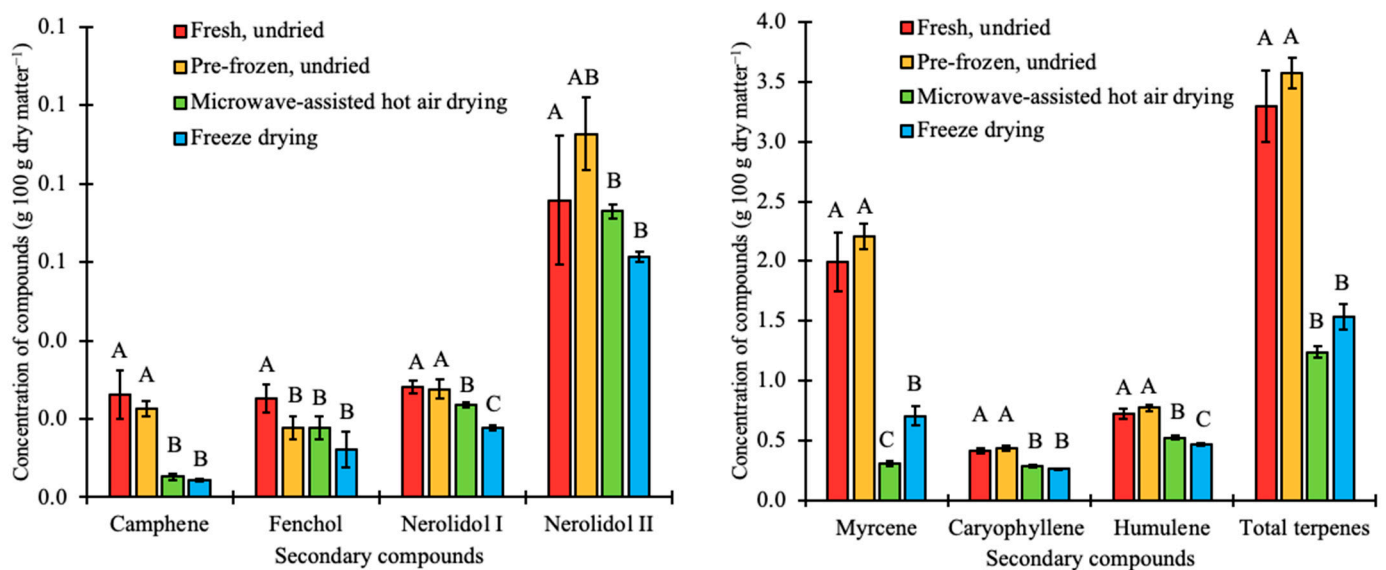 Concentration of compounds (g 100 g dry matter⁻¹)
0.1
0.1
0.1
0.1
0.0
0.0
0.0
Fresh, undried
Pre-frozen, undried
Microwave-assisted hot air drying
Freeze drying
A A B B
A B B B
A A B C
A AB B B
Camphene Fenchol Nerolidol I Nerolidol II
Secondary compounds
Concentration of compounds (g 100 g dry matter⁻¹)
4.0
3.5
3.0
2.5
2.0
1.5
1.0
0.5
0.0
Fresh, undried
Pre-frozen, undried
Microwave-assisted hot air drying
Freeze drying
A A C B
A A B B
A A B C
A A B B
Myrcene Caryophyllene Humulene Total terpenes
Secondary compounds